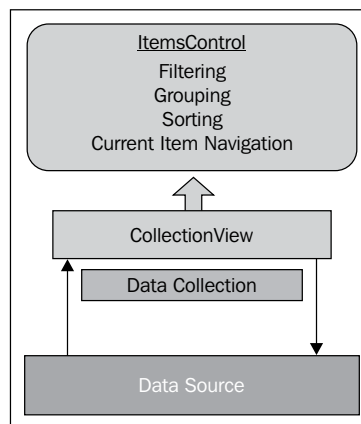 ItemsControl
Filtering
Grouping
Sorting
Current Item Navigation
CollectionView
Data Collection
Data Source